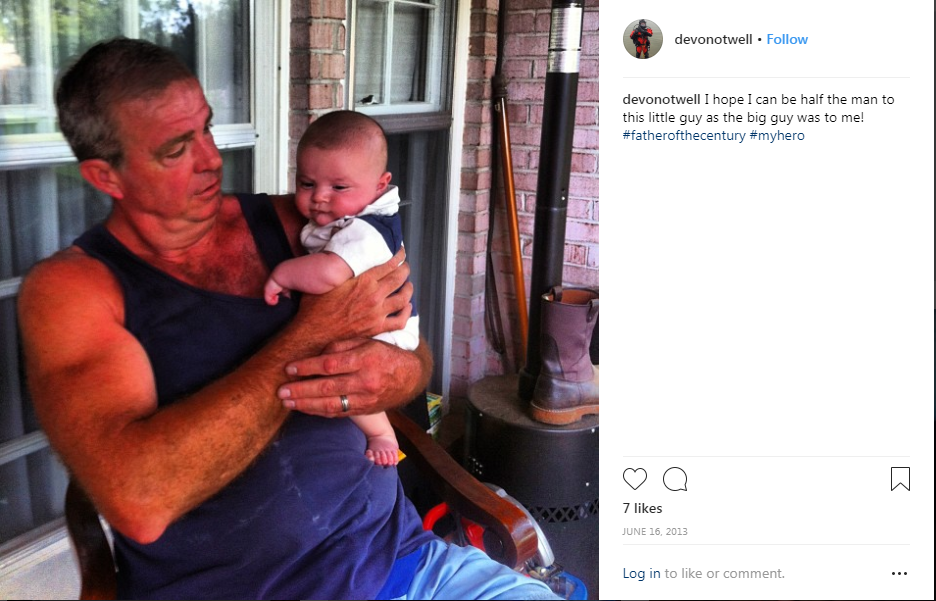 devonotwell • Follow
devonotwell I hope I can be half the man to
this little guy as the big guy was to me!
#fatherofthecentury #myhero
7 likes
JUNE 16, 2013
Log in to like or comment.